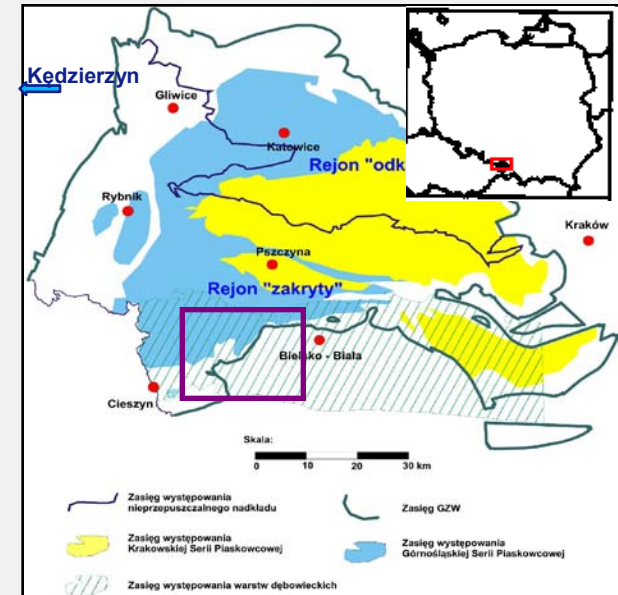 Kędzierzyn
Gliwice
Katowice
Rejon "odk
Rybnik
Kraków
Pszczyna
Rejon "zakryty"
Bielsko - Biała
Cieszyn
Skala:
0 10 20 30 km
Zasięg występowania
nieprzepuszczalnego nadkładu
Zasięg GZW
Zasięg występowania
Krakowskiej Serii Piaskowcowej
Zasięg występowania
Górnośląskiej Serii Piaskowcowej
Zasięg występowania warstw dębowieckich